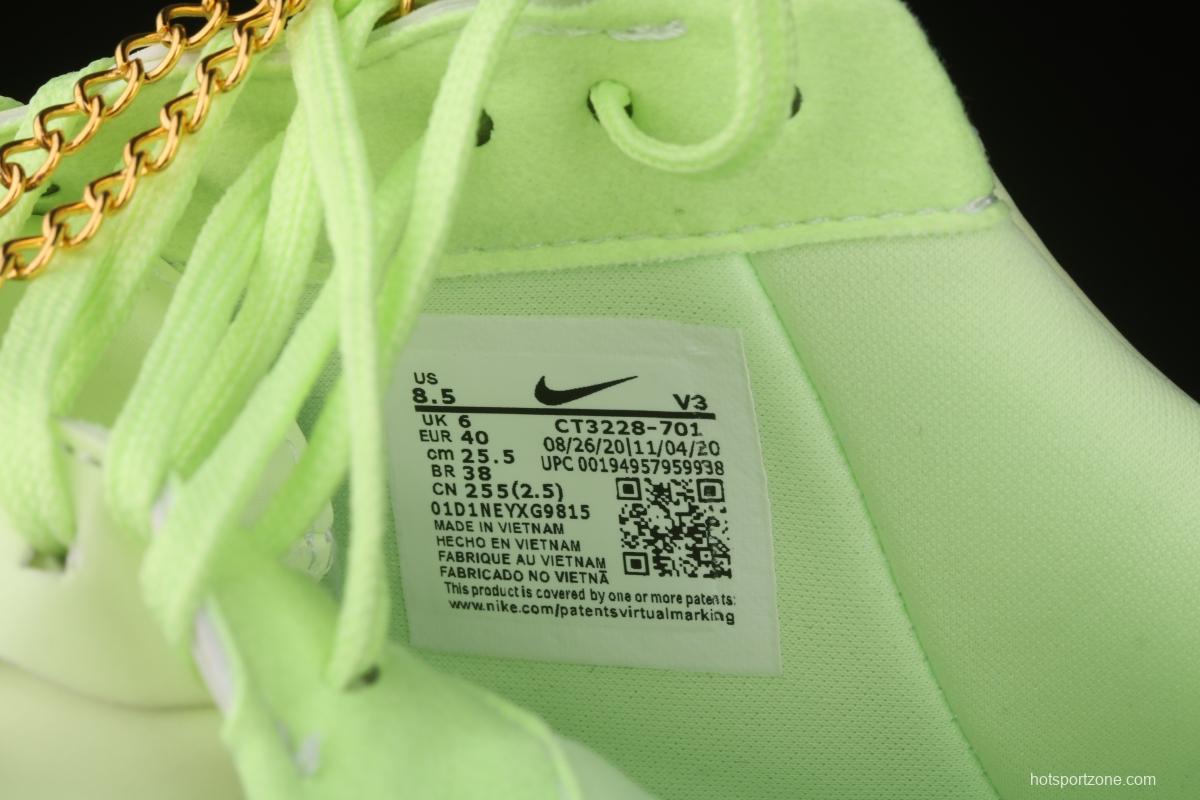 US
8.5
V3
UK 6
EUR 40
cm 25.5
BR 38
CN 255(2.5)
CT3228-701
08/26/20|11/04/20
UPC 00194957959938
01D1NEYXG9815
MADE IN VIETNAM
HECHO EN VIETNAM
FABRIQUE AU VIETNAM
FABRICADO NO VIETNÃ
This product is covered by one or more patents:
www.nike.com/patentsvirtualmarking
hotsportzone.com